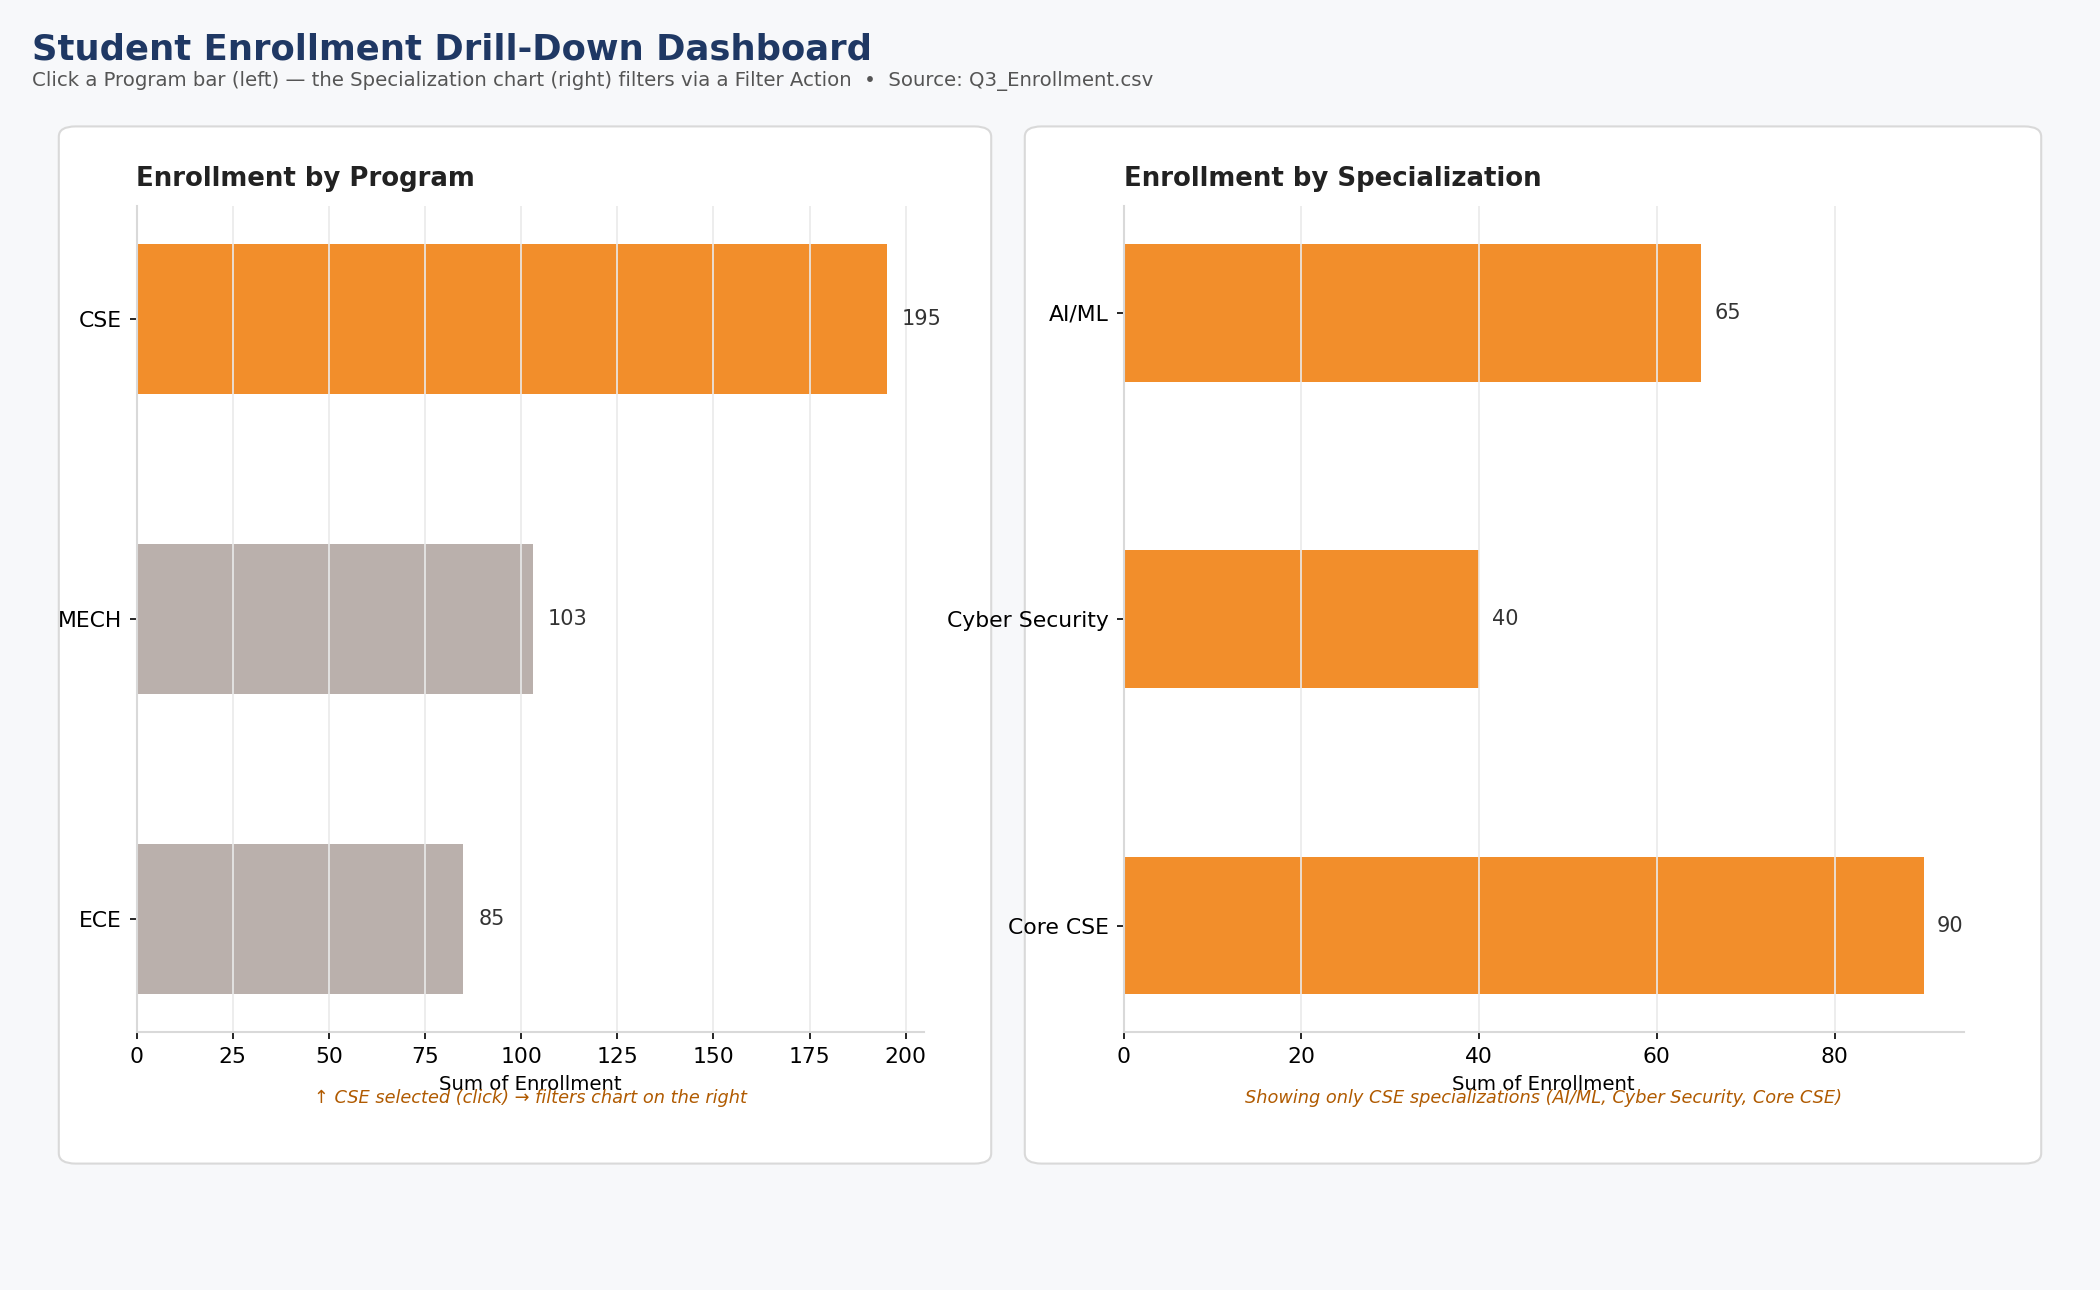 Student Enrollment Drill-Down Dashboard
Click a Program bar (left) — the Specialization chart (right) filters via a Filter Action • Source: Q3_Enrollment.csv
Enrollment by Program
CSE
195
MECH
103
ECE
85
0 25 50 75 100 125 150 175 200
Sum of Enrollment
↑ CSE selected (click) → filters chart on the right
Enrollment by Specialization
AI/ML
65
Cyber Security
40
Core CSE
90
0 20 40 60 80
Sum of Enrollment
Showing only CSE specializations (AI/ML, Cyber Security, Core CSE)